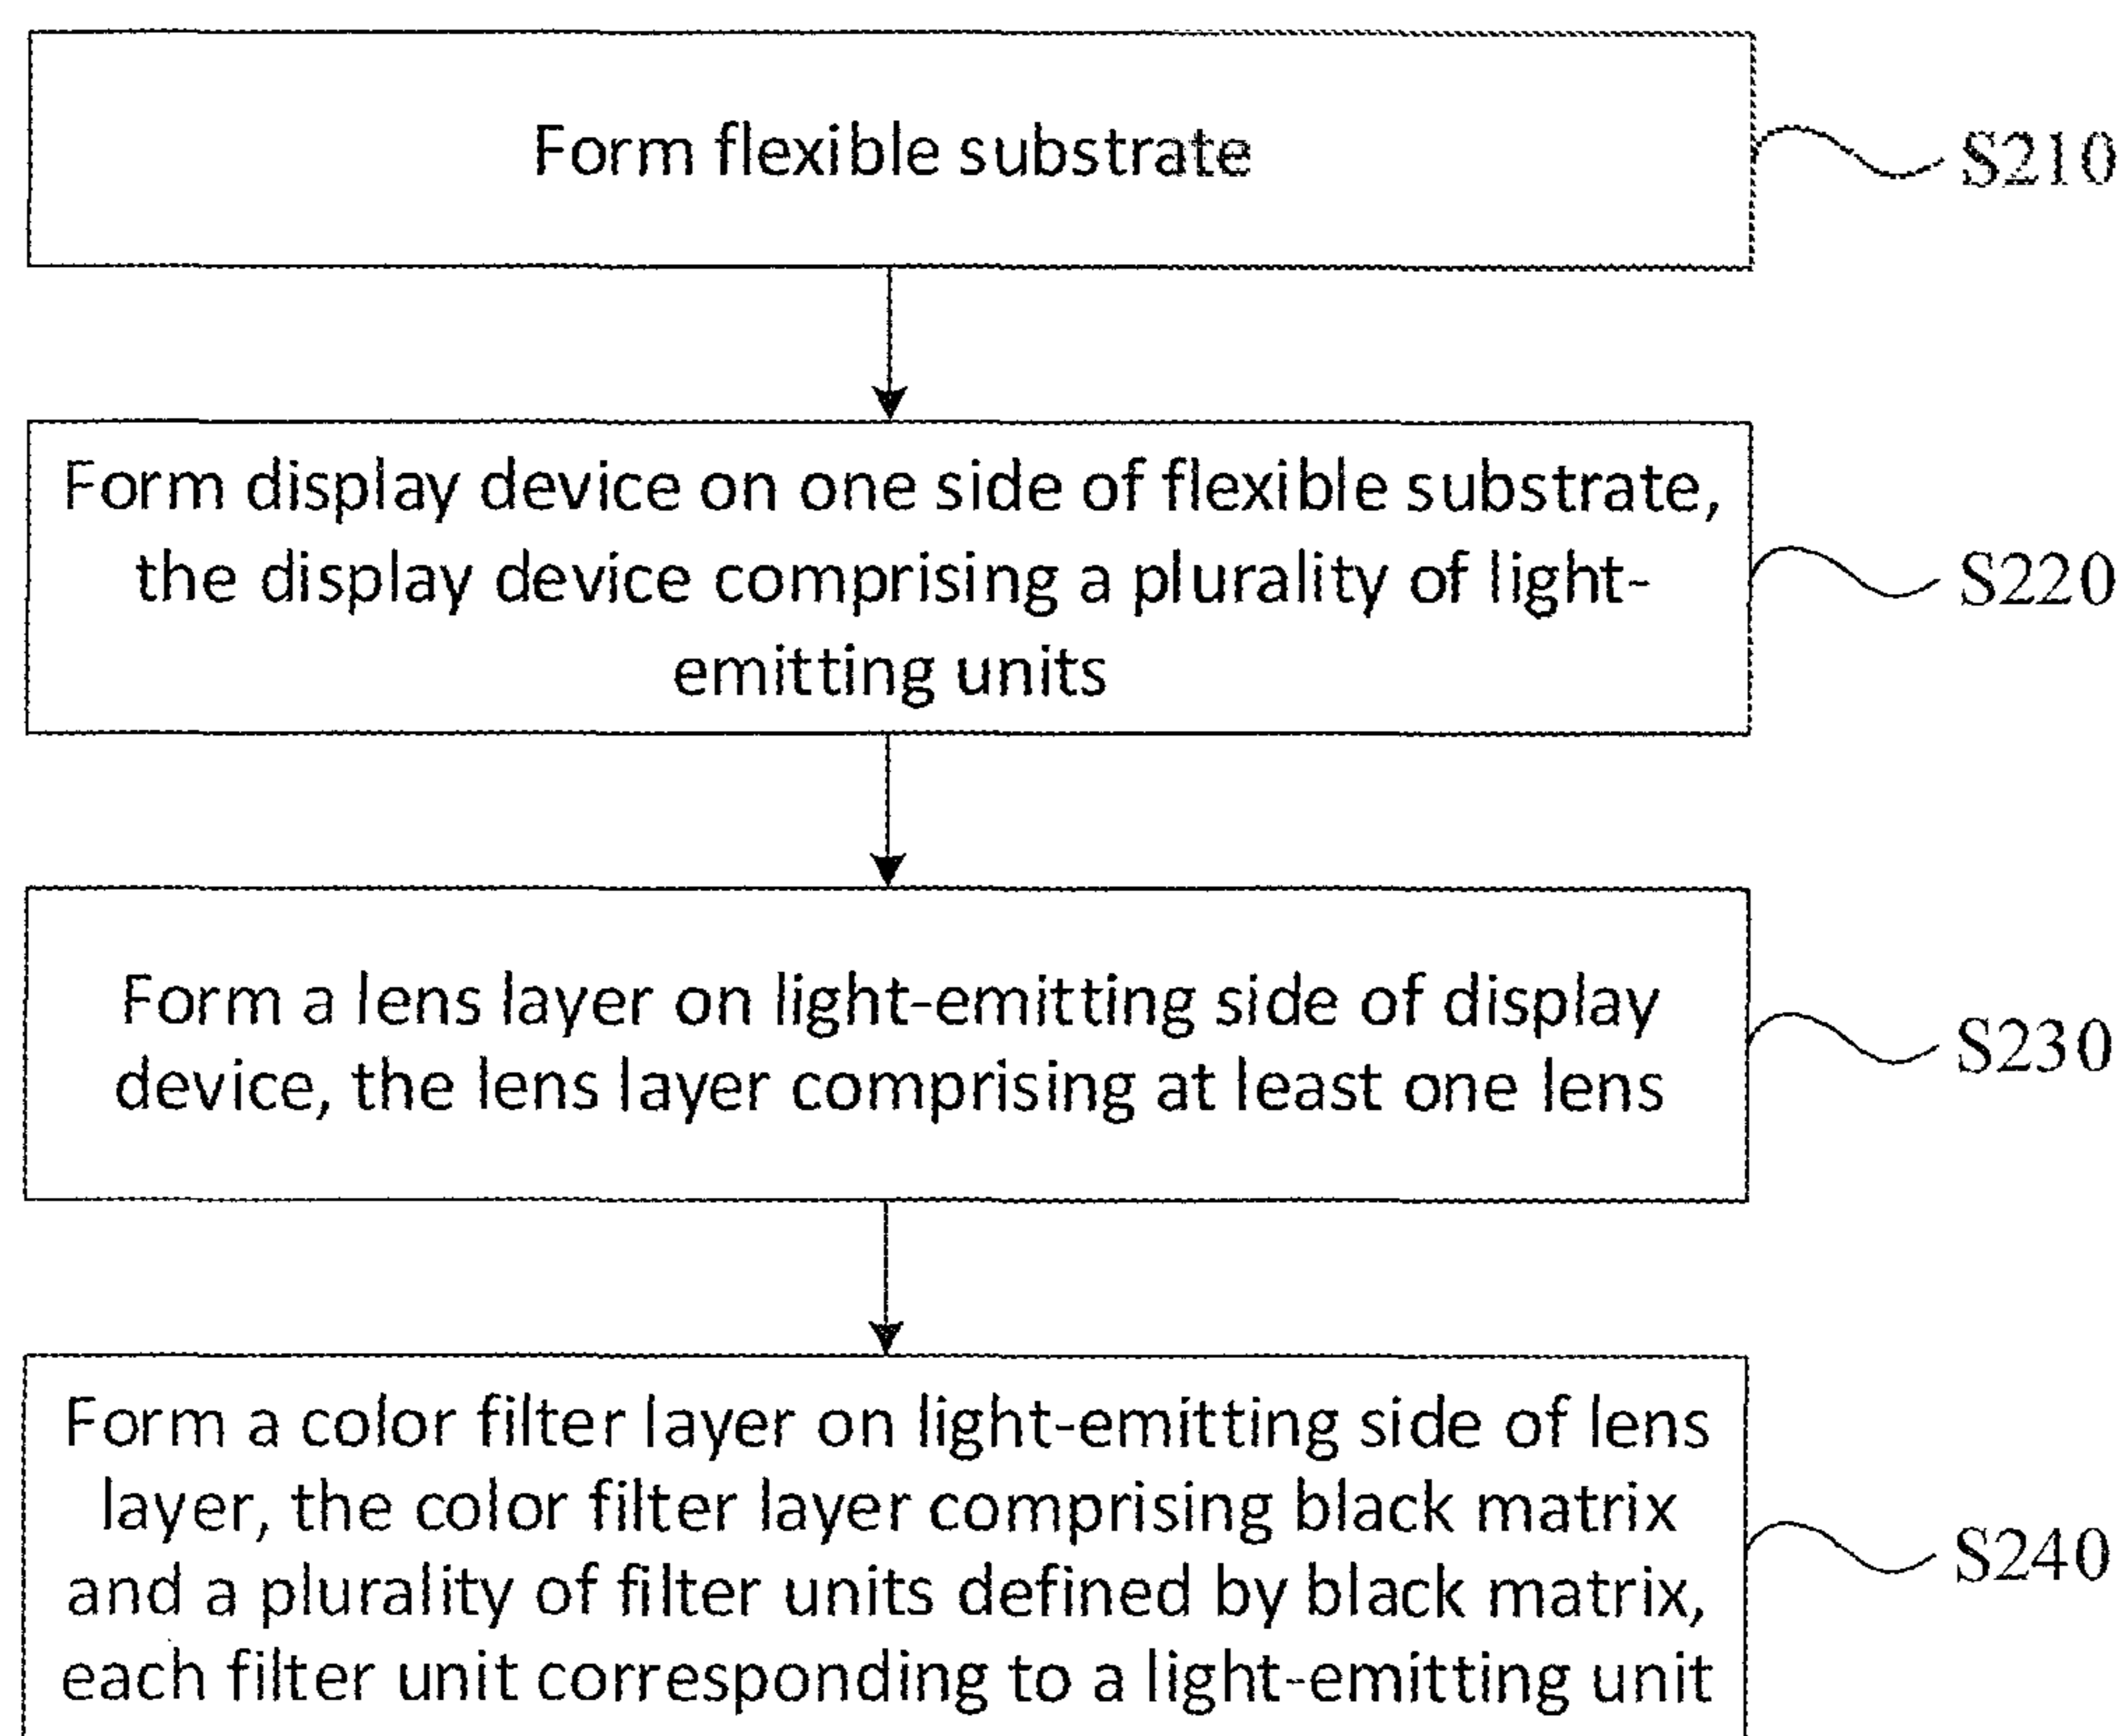 Form flexible substrate
S210
Form display device on one side of flexible substrate,
the display device comprising a plurality of light-
emitting units
S220
Form a lens layer on light-emitting side of display
device, the lens layer comprising at least one lens
S230
Form a color filter layer on light-emitting side of lens
layer, the color filter layer comprising black matrix
and a plurality of filter units defined by black matrix,
each filter unit corresponding to a light-emitting unit
S240